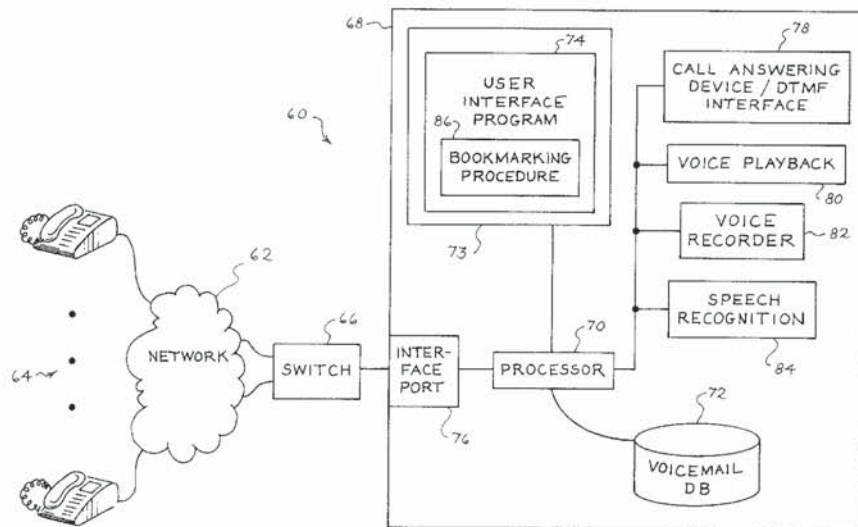 60
62
NETWORK
64
66
SWITCH
68
74
USER
INTERFACE
PROGRAM
86
BOOKMARKING
PROCEDURE
73
INTER-
FACE
PORT
76
70
PROCESSOR
72
VOICEMAIL
DB
78
CALL ANSWERING
DEVICE / DTMF
INTERFACE
VOICE PLAYBACK
80
VOICE
RECORDER
82
SPEECH
RECOGNITION
84